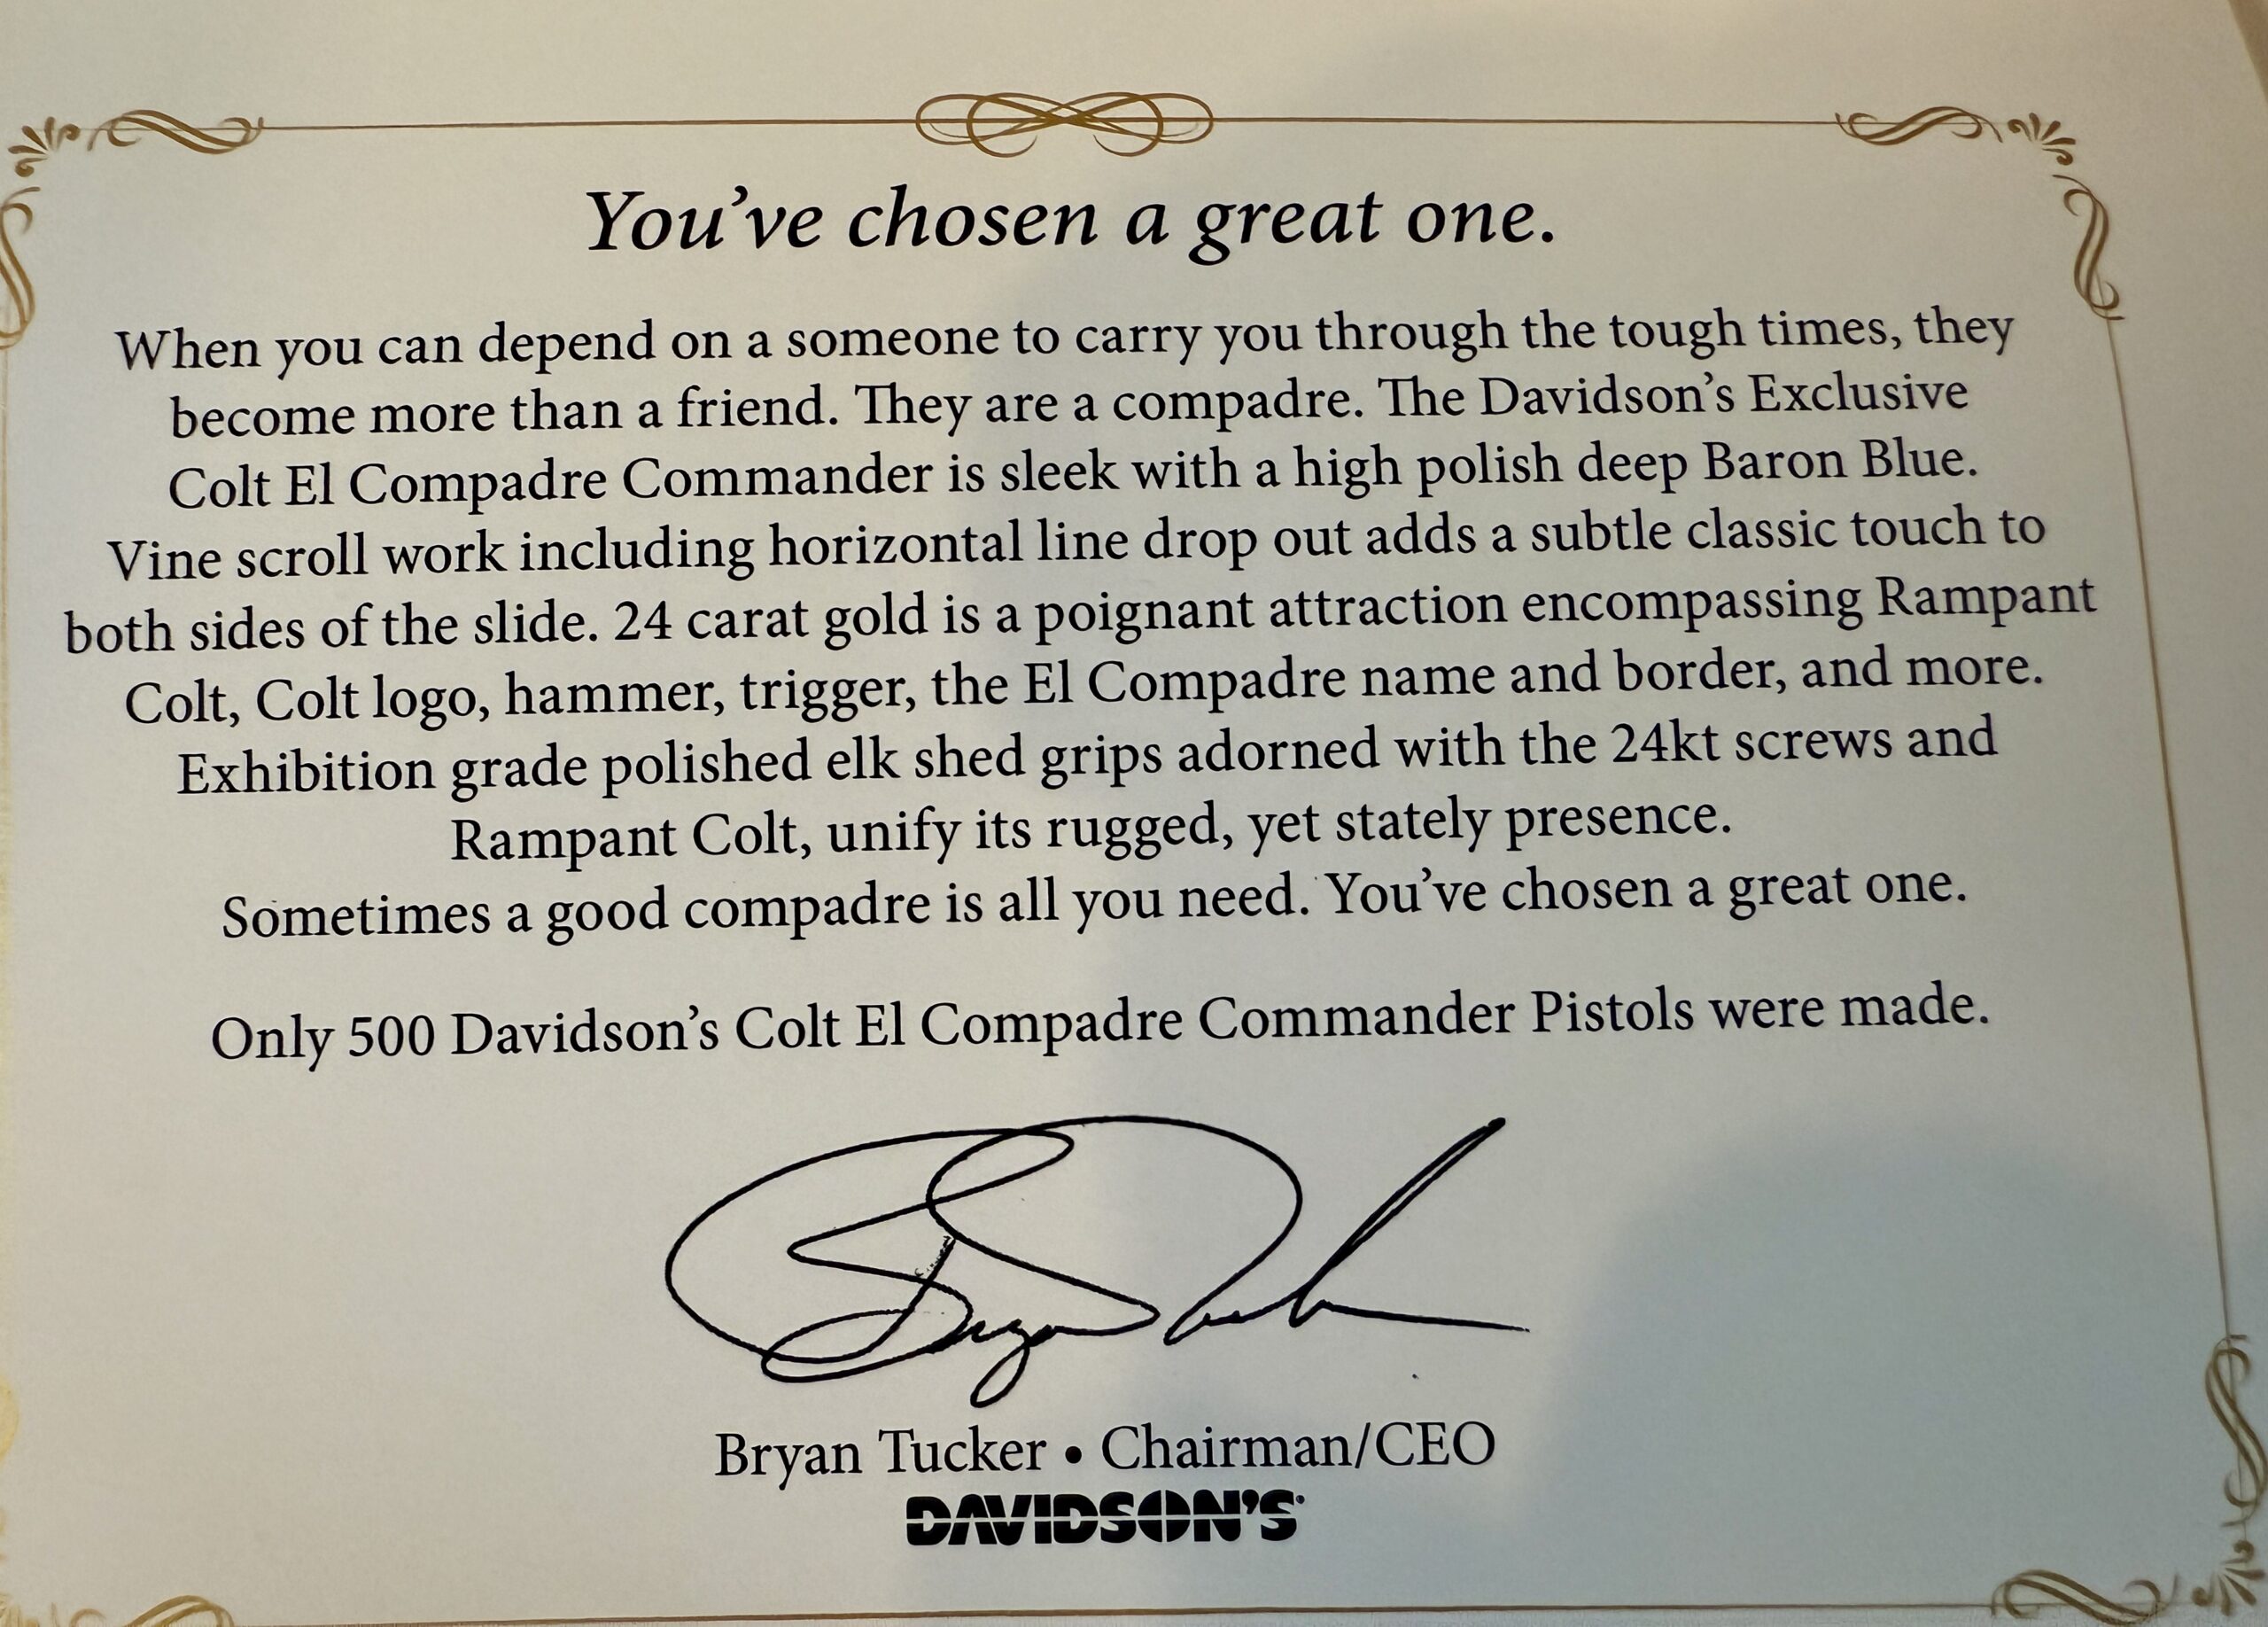 You've chosen a great one.
When you can depend on a someone to carry you through the tough times, they
become more than a friend. They are a compadre. The Davidson's Exclusive
Colt El Compadre Commander is sleek with a high polish deep Baron Blue.
Vine scroll work including horizontal line drop out adds a subtle classic touch to
both sides of the slide. 24 carat gold is a poignant attraction encompassing Rampant
Colt, Colt logo, hammer, trigger, the El Compadre name and border, and more.
Exhibition grade polished elk shed grips adorned with the 24kt screws and
Rampant Colt, unify its rugged, yet stately presence.
Sometimes a good compadre is all you need. You've chosen a great one.
Only 500 Davidson's Colt El Compadre Commander Pistols were made.
Bryan Tucker • Chairman/CEO
DAVIDSON'S